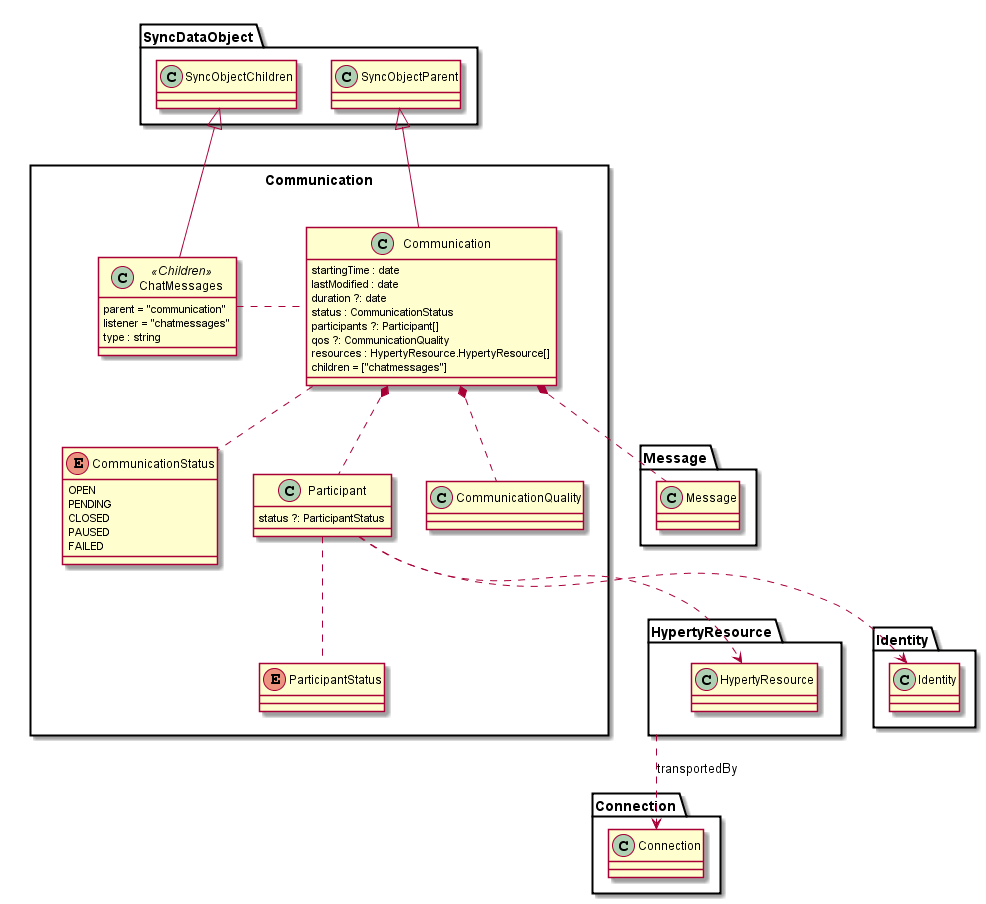 SyncDataObject
C SyncObjectChildren
C SyncObjectParent
Communication
C «Children»
ChatMessages
parent = "communication"
listener = "chatmessages"
type : string
C Communication
startingTime : date
lastModified : date
duration ?: date
status : CommunicationStatus
participants ?: Participant[]
qos ?: CommunicationQuality
resources : HypertyResource.HypertyResource[]
children = ["chatmessages"]
E CommunicationStatus
OPEN
PENDING
CLOSED
PAUSED
FAILED
C Participant
status ?: ParticipantStatus
C CommunicationQuality
Message
C Message
E ParticipantStatus
HypertyResource
C HypertyResource
Identity
C Identity
transportedBy
Connection
C Connection